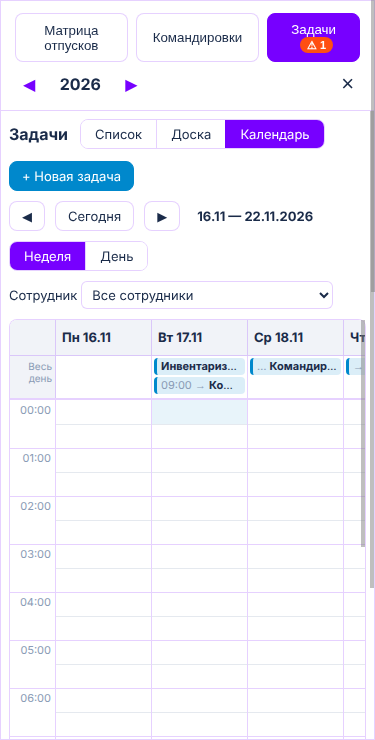 Матрица
отпусков
Командировки
Задачи
⚠ 1
◀ 2026 ▶ ×
Задачи
Список Доска Календарь
+ Новая задача
◀ Сегодня ▶ 16.11 — 22.11.2026
Неделя День
Сотрудник Все сотрудники
Пн 16.11 Вт 17.11 Ср 18.11 Чт
Весь
день
Инвентариз... ... Командир... →
09:00 → Ко...
00:00
01:00
02:00
03:00
04:00
05:00
06:00